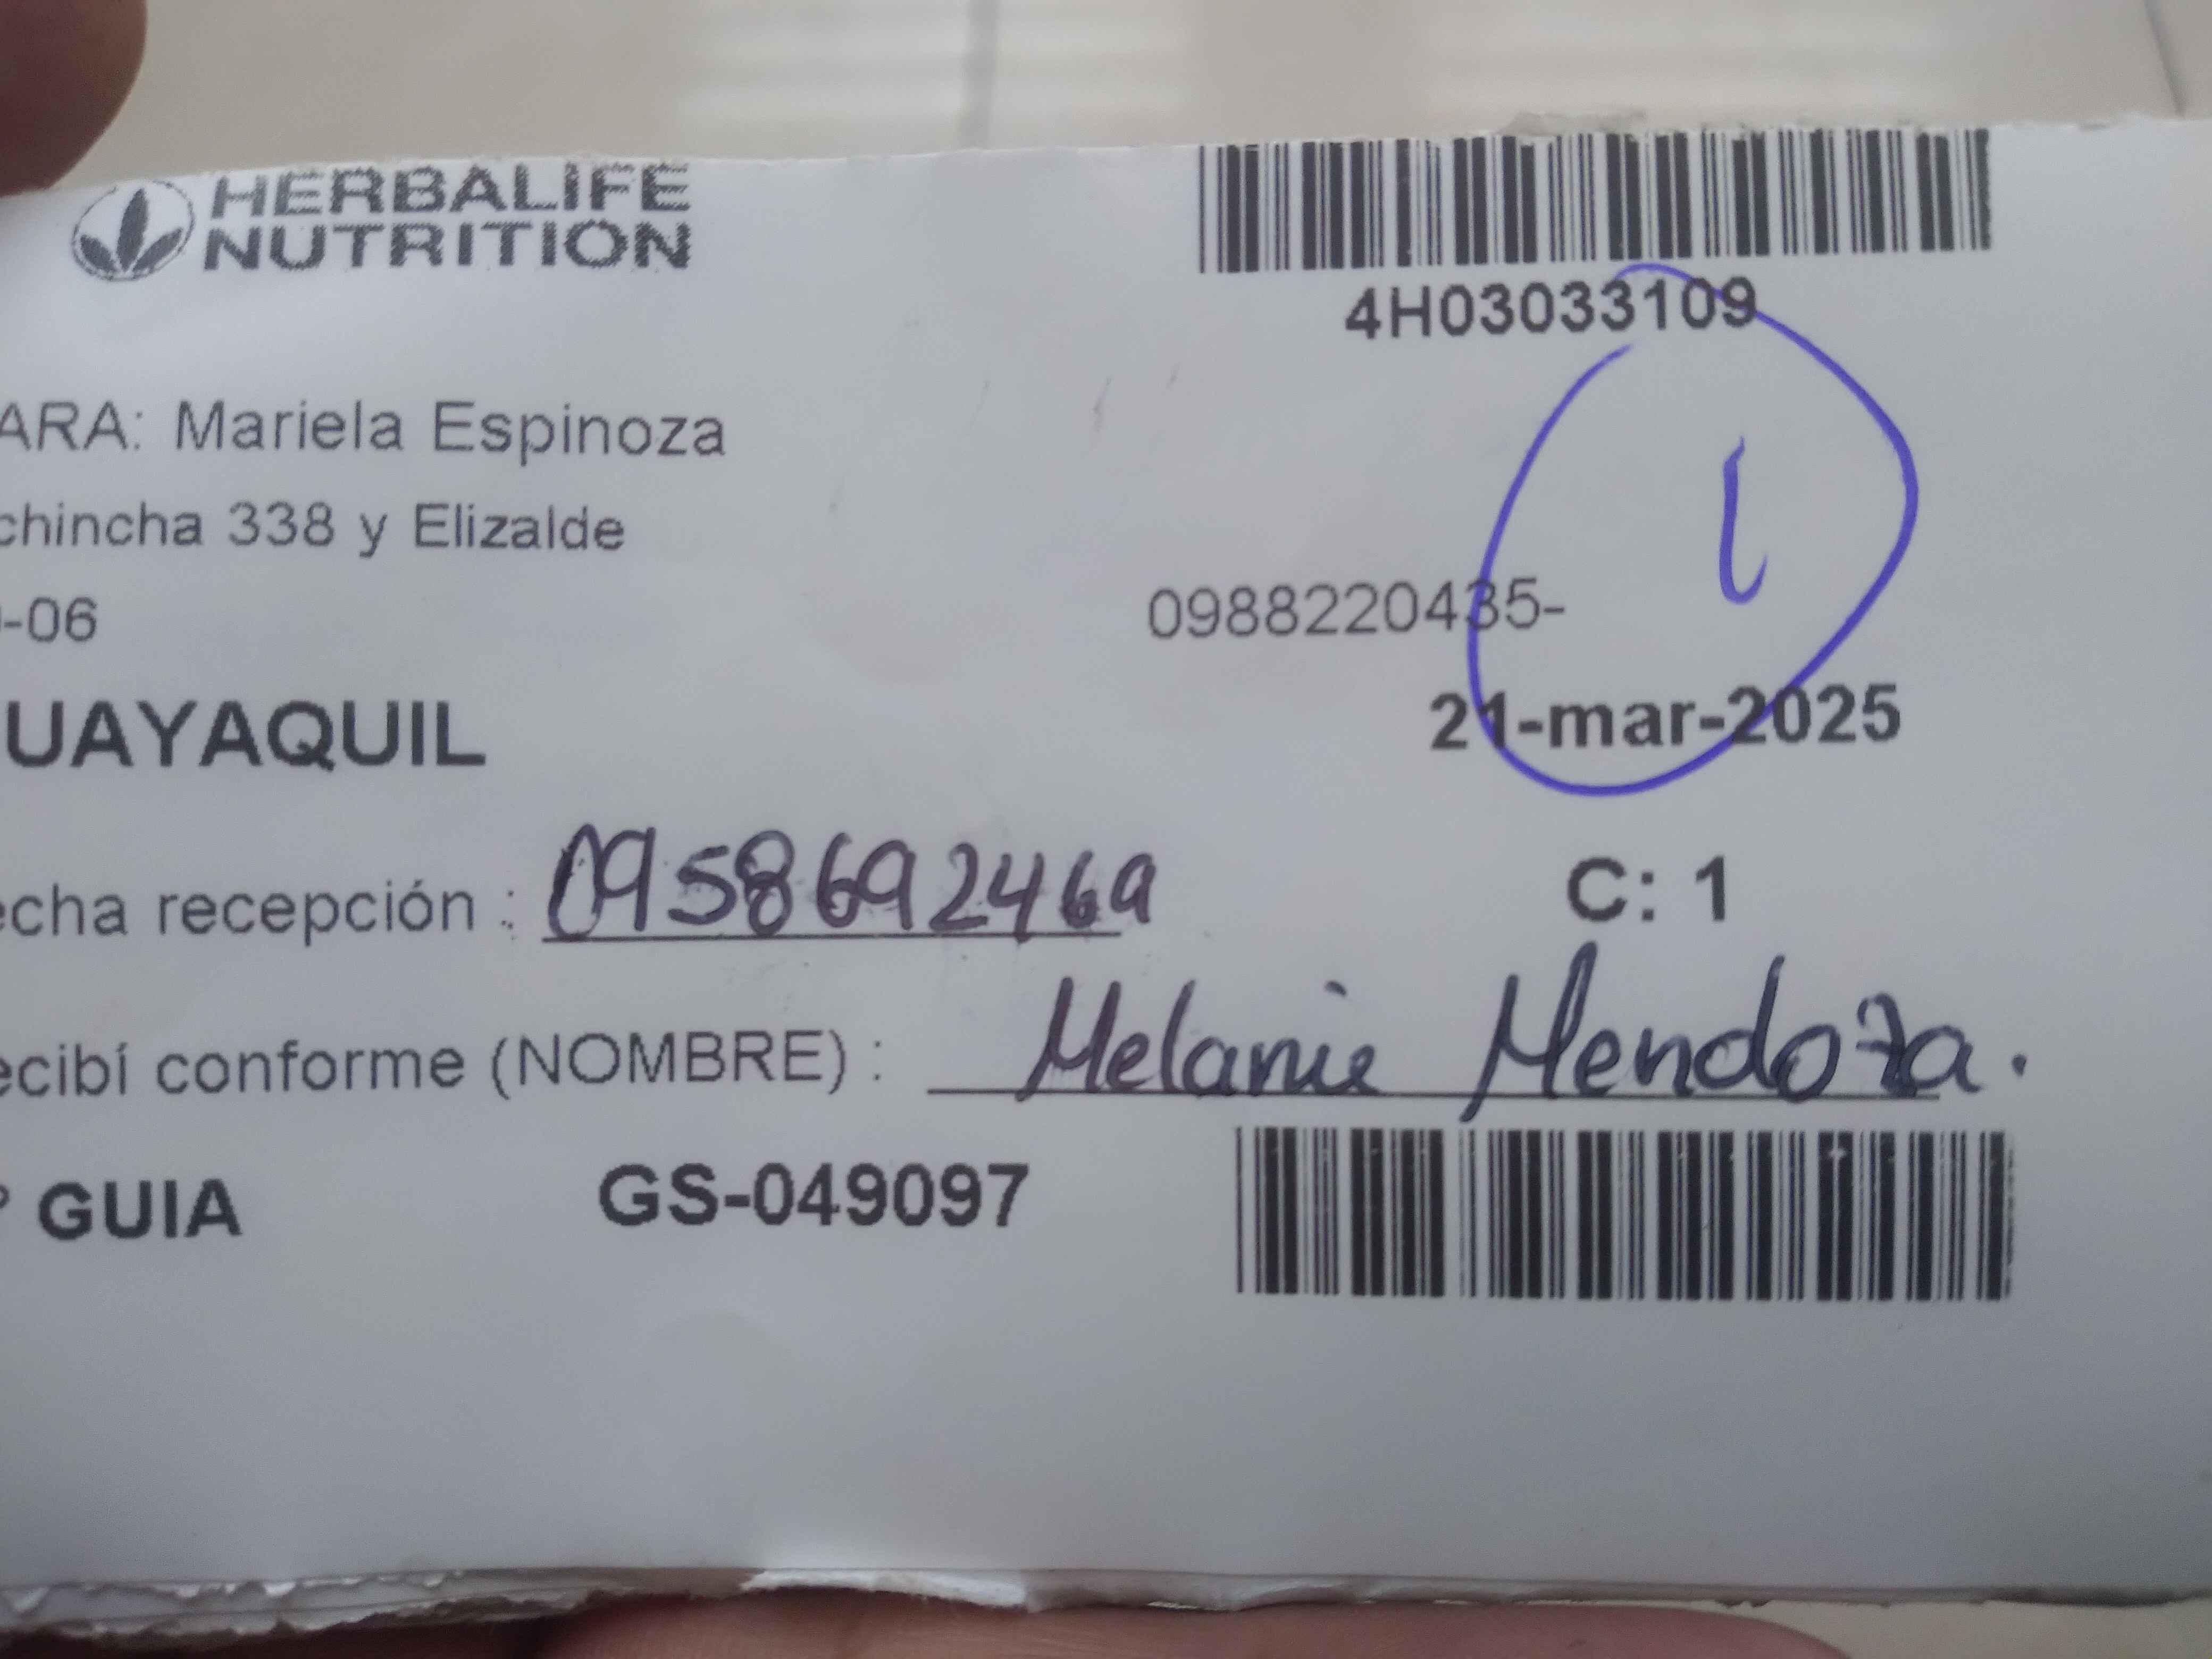 HERBALIFE
NUTRITION
4H03033109
ARA: Mariela Espinoza
chincha 338 y Elizalde
1
-06
0988220435-
UAYAQUIL
21-mar-2025
echa recepción : 0958692469
C: 1
ecibí conforme (NOMBRE) : Melanie Mendoza.
° GUIA GS-049097